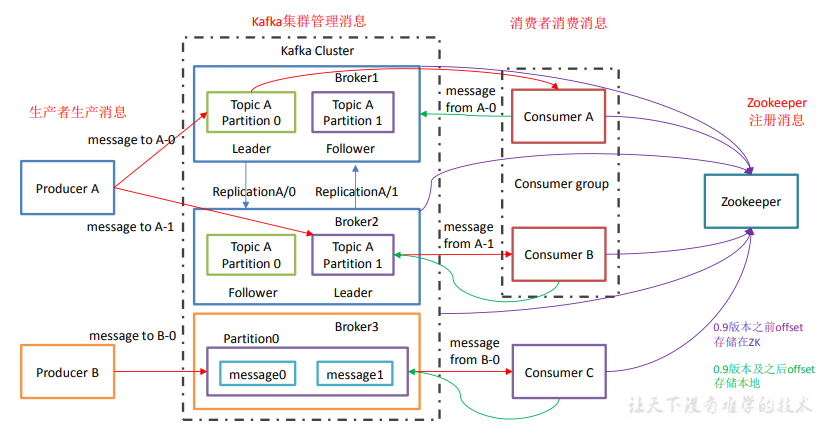 Kafka集群管理消息
消费者消费消息
Kafka Cluster
Broker1
Topic A
Partition 0
Topic A
Partition 1
Leader
Follower
生产者生产消息
message to A-0
Producer A
message to A-1
ReplicationA/0
ReplicationA/1
Broker2
Topic A
Partition 0
Topic A
Partition 1
Follower
Leader
message
from A-0
Consumer A
Consumer group
message
from A-1
Consumer B
Zookeeper
注册消息
Zookeeper
message to B-0
Producer B
Broker3
Partition0
message0
message1
message
from B-0
Consumer C
0.9版本之前offset
存储在ZK
0.9版本及之后offset
存储本地
让天下没有难学的技术